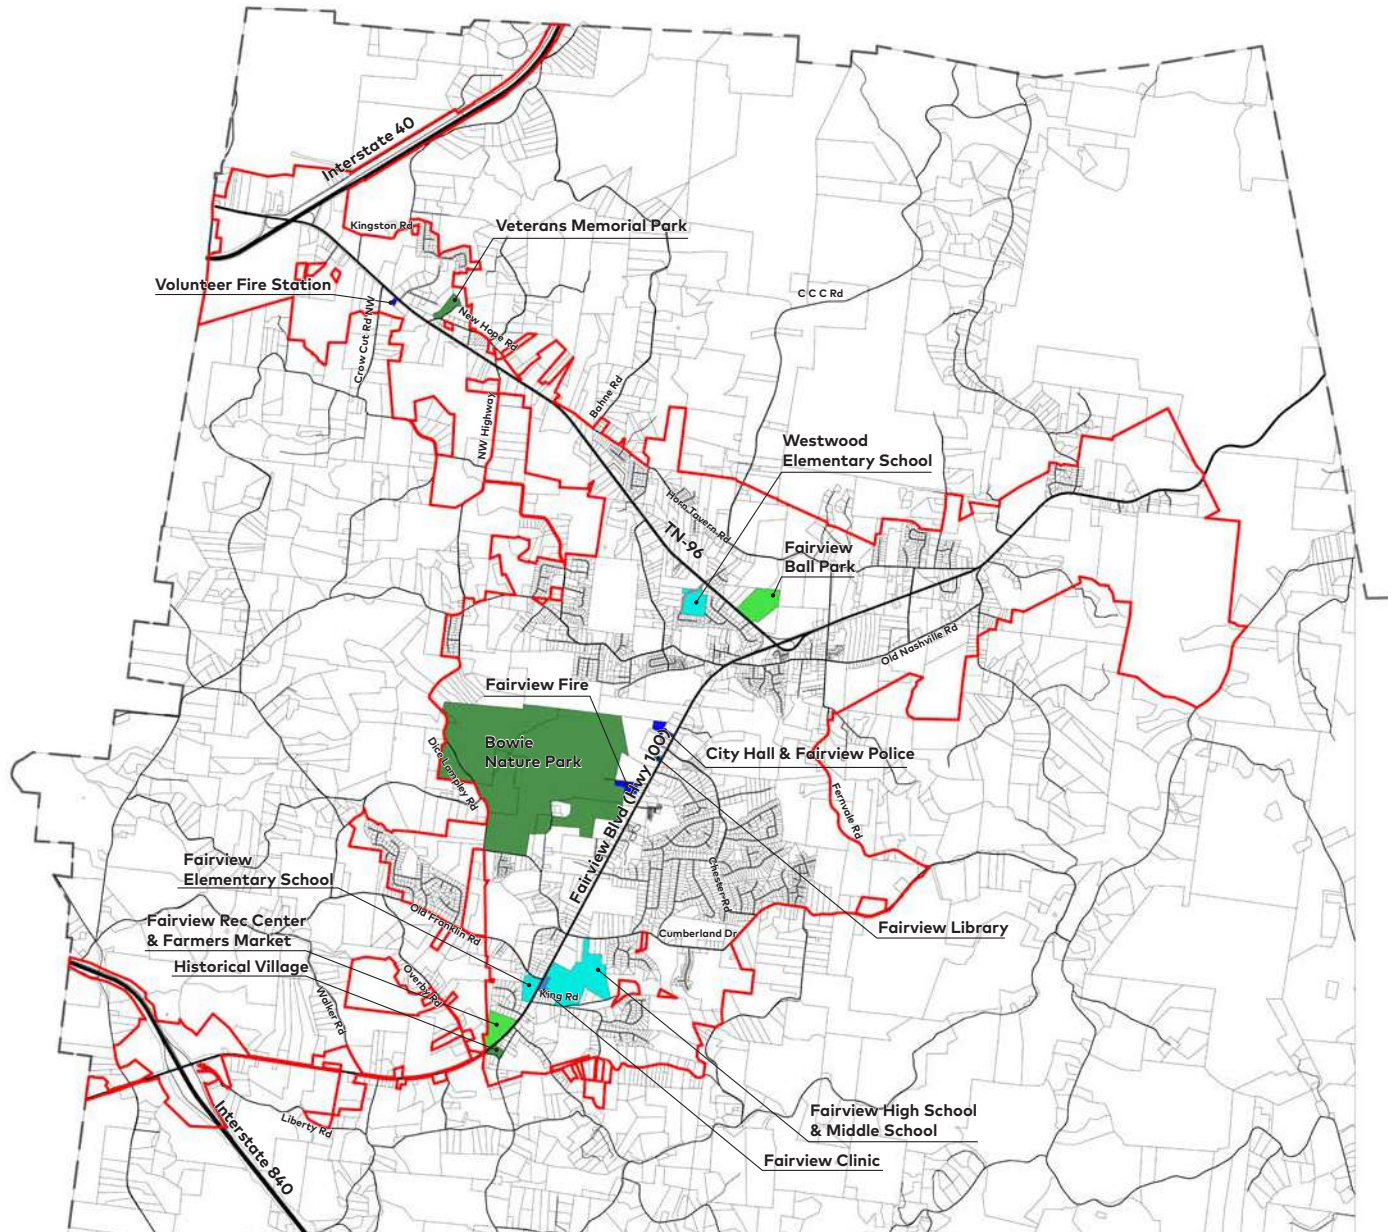 Interstate 40
Kingston Rd
Veterans Memorial Park
Volunteer Fire Station
C C C Rd
New Hope Rd
Crow Cut Rd NW
Bahne Rd
NW Highway
Westwood
Elementary School
Horn Tavern Rd
TN-96
Fairview
Ball Park
Old Nashville Rd
Fairview Fire
Bowie
Nature Park
City Hall & Fairview Police
Dice Lampley Rd
Fairview Blvd (Hwy 100)
Fernvale Rd
Fairview
Elementary School
Chester Rd
Old Franklin Rd
Fairview Rec Center
& Farmers Market
Cumberland Dr
Fairview Library
Historical Village
Overby Rd
King Rd
Walker Rd
Fairview High School
& Middle School
Liberty Rd
Interstate 840
Fairview Clinic